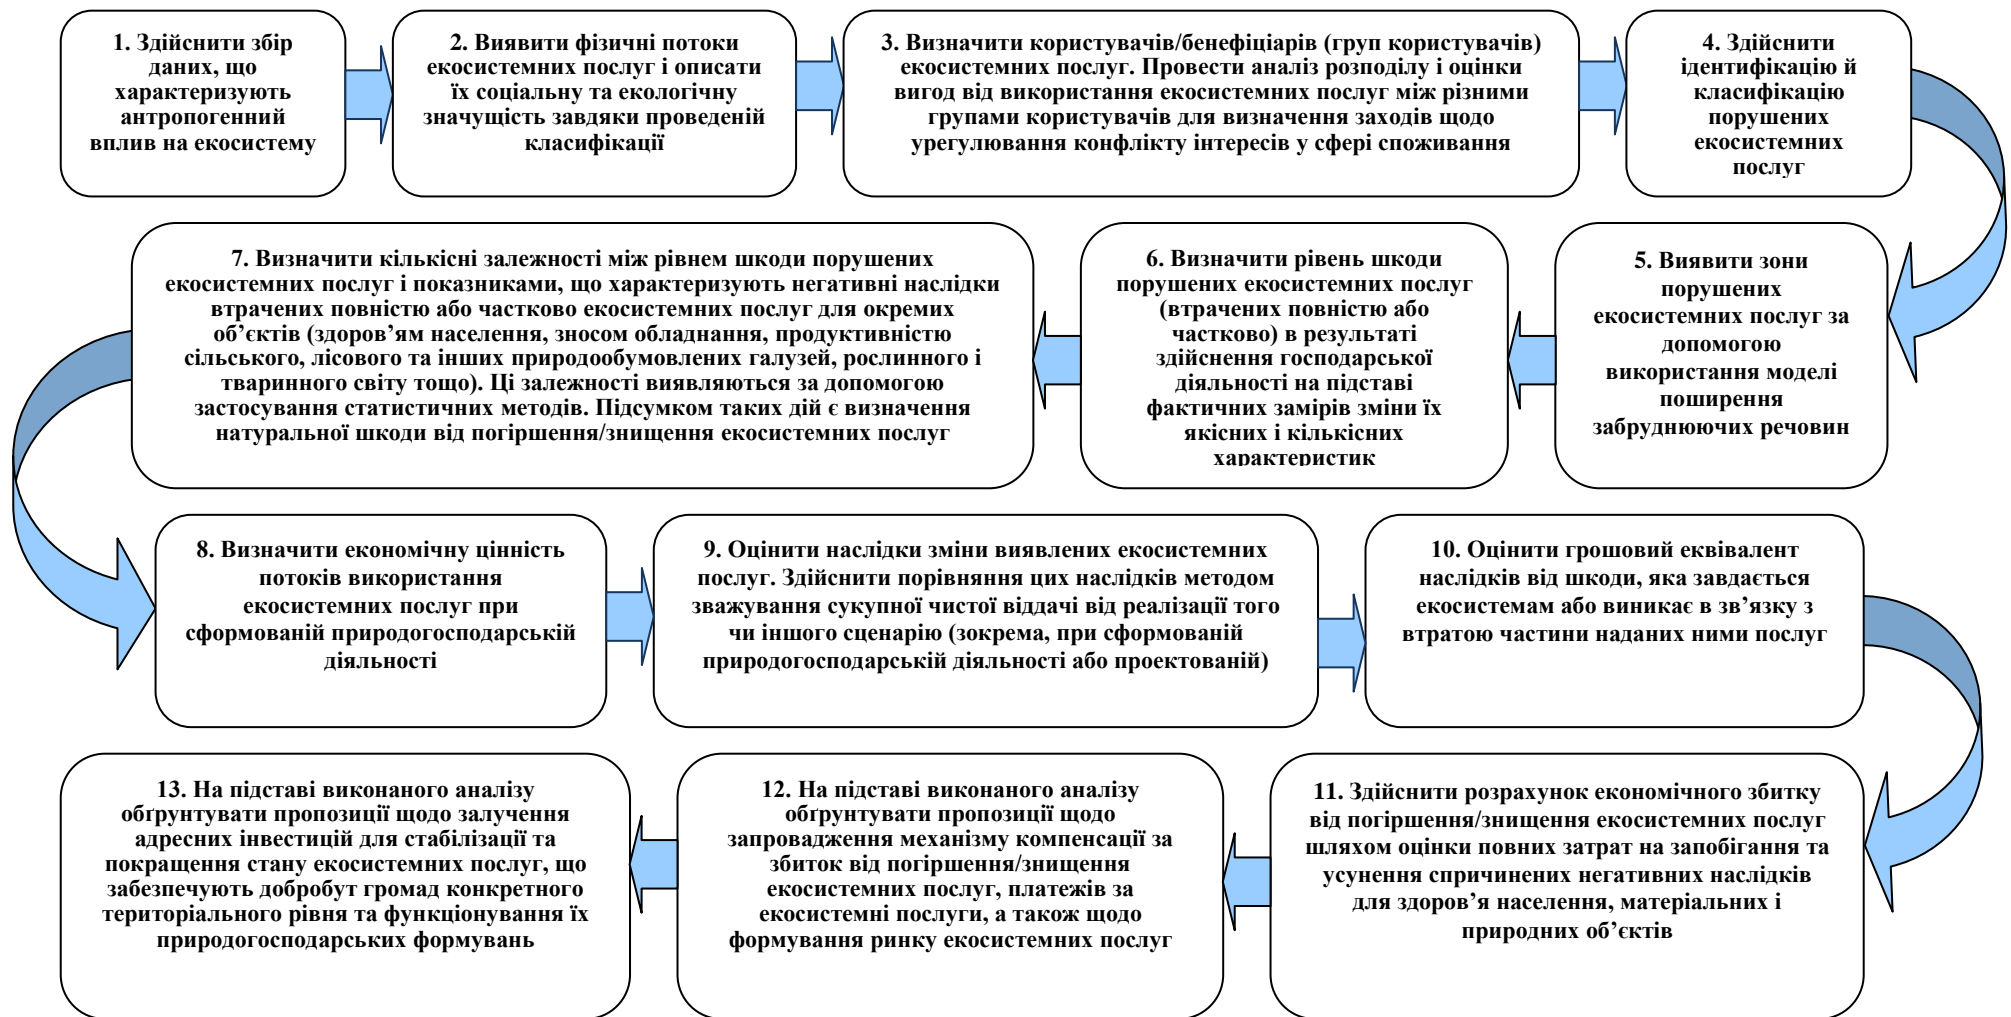 1. Здійснити збір
даних, що
характеризують
антропогенний
вплив на екосистему
2. Виявити фізичні потоки
екосистемних послуг і описати
їх соціальну та екологічну
значущість завдяки проведеній
класифікації
3. Визначити користувачів/бенефіціарів (груп користувачів)
екосистемних послуг. Провести аналіз розподілу і оцінки
вигод від використання екосистемних послуг між різними
групами користувачів для визначення заходів щодо
урегулювання конфлікту інтересів у сфері споживання
4. Здійснити
ідентифікацію й
класифікацію
порушених
екосистемних
послуг
5. Виявити зони
порушених
екосистемних послуг за
допомогою
використання моделі
поширення
забруднюючих речовин
6. Визначити рівень шкоди
порушених екосистемних послуг
(втрачених повністю або
частково) в результаті
здійснення господарської
діяльності на підставі
фактичних замірів зміни їх
якісних і кількісних
характеристик
7. Визначити кількісні залежності між рівнем шкоди порушених
екосистемних послуг і показниками, що характеризують негативні наслідки
втрачених повністю або частково екосистемних послуг для окремих
об’єктів (здоров’ям населення, зносом обладнання, продуктивністю
сільського, лісового та інших природообумовлених галузей, рослинного і
тваринного світу тощо). Ці залежності виявляються за допомогою
застосування статистичних методів. Підсумком таких дій є визначення
натуральної шкоди від погіршення/знищення екосистемних послуг
8. Визначити економічну цінність
потоків використання
екосистемних послуг при
сформованій природогосподарській
діяльності
9. Оцінити наслідки зміни виявлених екосистемних
послуг. Здійснити порівняння цих наслідків методом
зважування сукупної чистої віддачі від реалізації того
чи іншого сценарію (зокрема, при сформованій
природогосподарській діяльності або проектованій)
10. Оцінити грошовий еквівалент
наслідків від шкоди, яка завдається
екосистемам або виникає в зв’язку з
втратою частини наданих ними послуг
11. Здійснити розрахунок економічного збитку
від погіршення/знищення екосистемних послуг
шляхом оцінки повних затрат на запобігання та
усунення спричинених негативних наслідків
для здоров’я населення, матеріальних і
природних об’єктів
12. На підставі виконаного аналізу
обґрунтувати пропозиції щодо
запровадження механізму компенсації за
збиток від погіршення/знищення
екосистемних послуг, платежів за
екосистемні послуги, а також щодо
формування ринку екосистемних послуг
13. На підставі виконаного аналізу
обґрунтувати пропозиції щодо залучення
адресних інвестицій для стабілізації та
покращення стану екосистемних послуг, що
забезпечують добробут громад конкретного
територіального рівня та функціонування їх
природогосподарських формувань